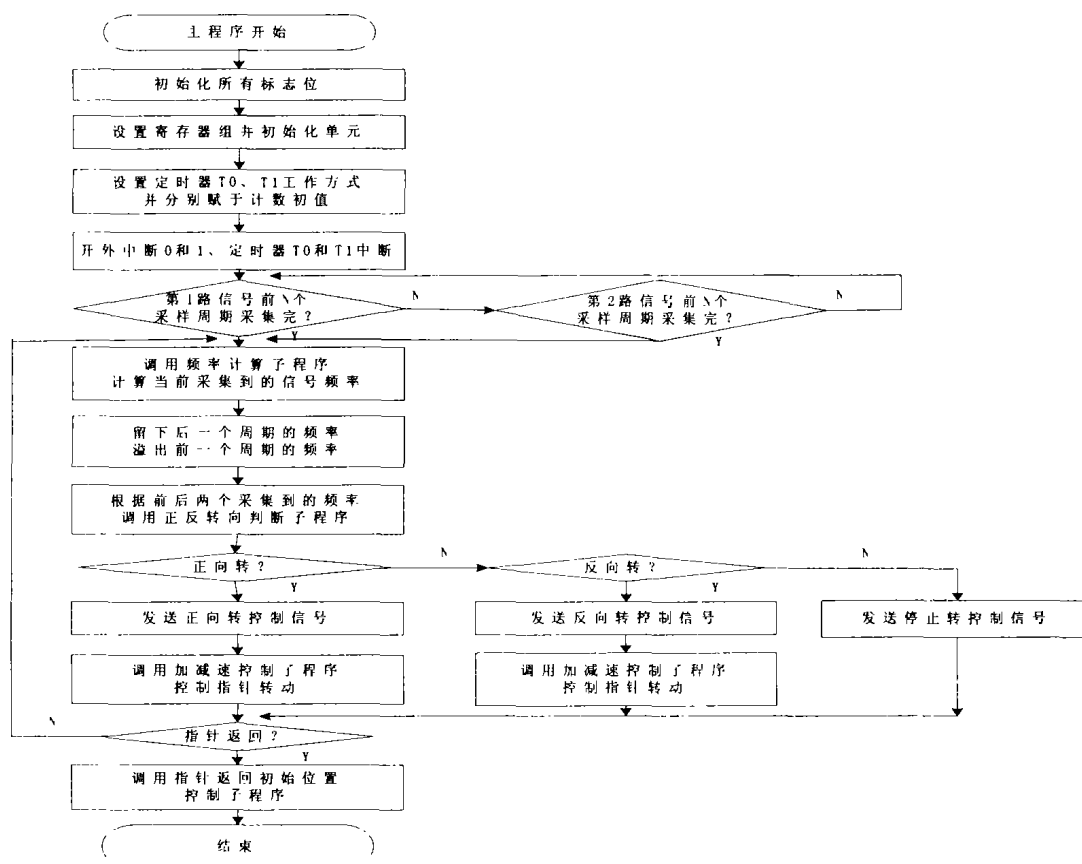 主程序开始
初始化所有标志位
设置寄存器组并初始化单元
设置定时器T0、T1工作方式
并分别赋于计数初值
开外中断0和1、定时器T0和T1中断
第1路信号前N个
采样周期采集完?
N
第2路信号前N个
采样周期采集完?
N
Y
Y
调用频率计算子程序
计算当前采集到的信号频率
留下后一个周期的频率
溢出前一个周期的频率
根据前后两个采集到的频率
调用正反转向判断子程序
正向转?
N
反向转?
N
Y
Y
发送正向转控制信号
发送反向转控制信号
发送停止转控制信号
调用加减速控制子程序
控制指针转动
调用加减速控制子程序
控制指针转动
N
指针返回?
Y
调用指针返回初始位置
控制子程序
结束